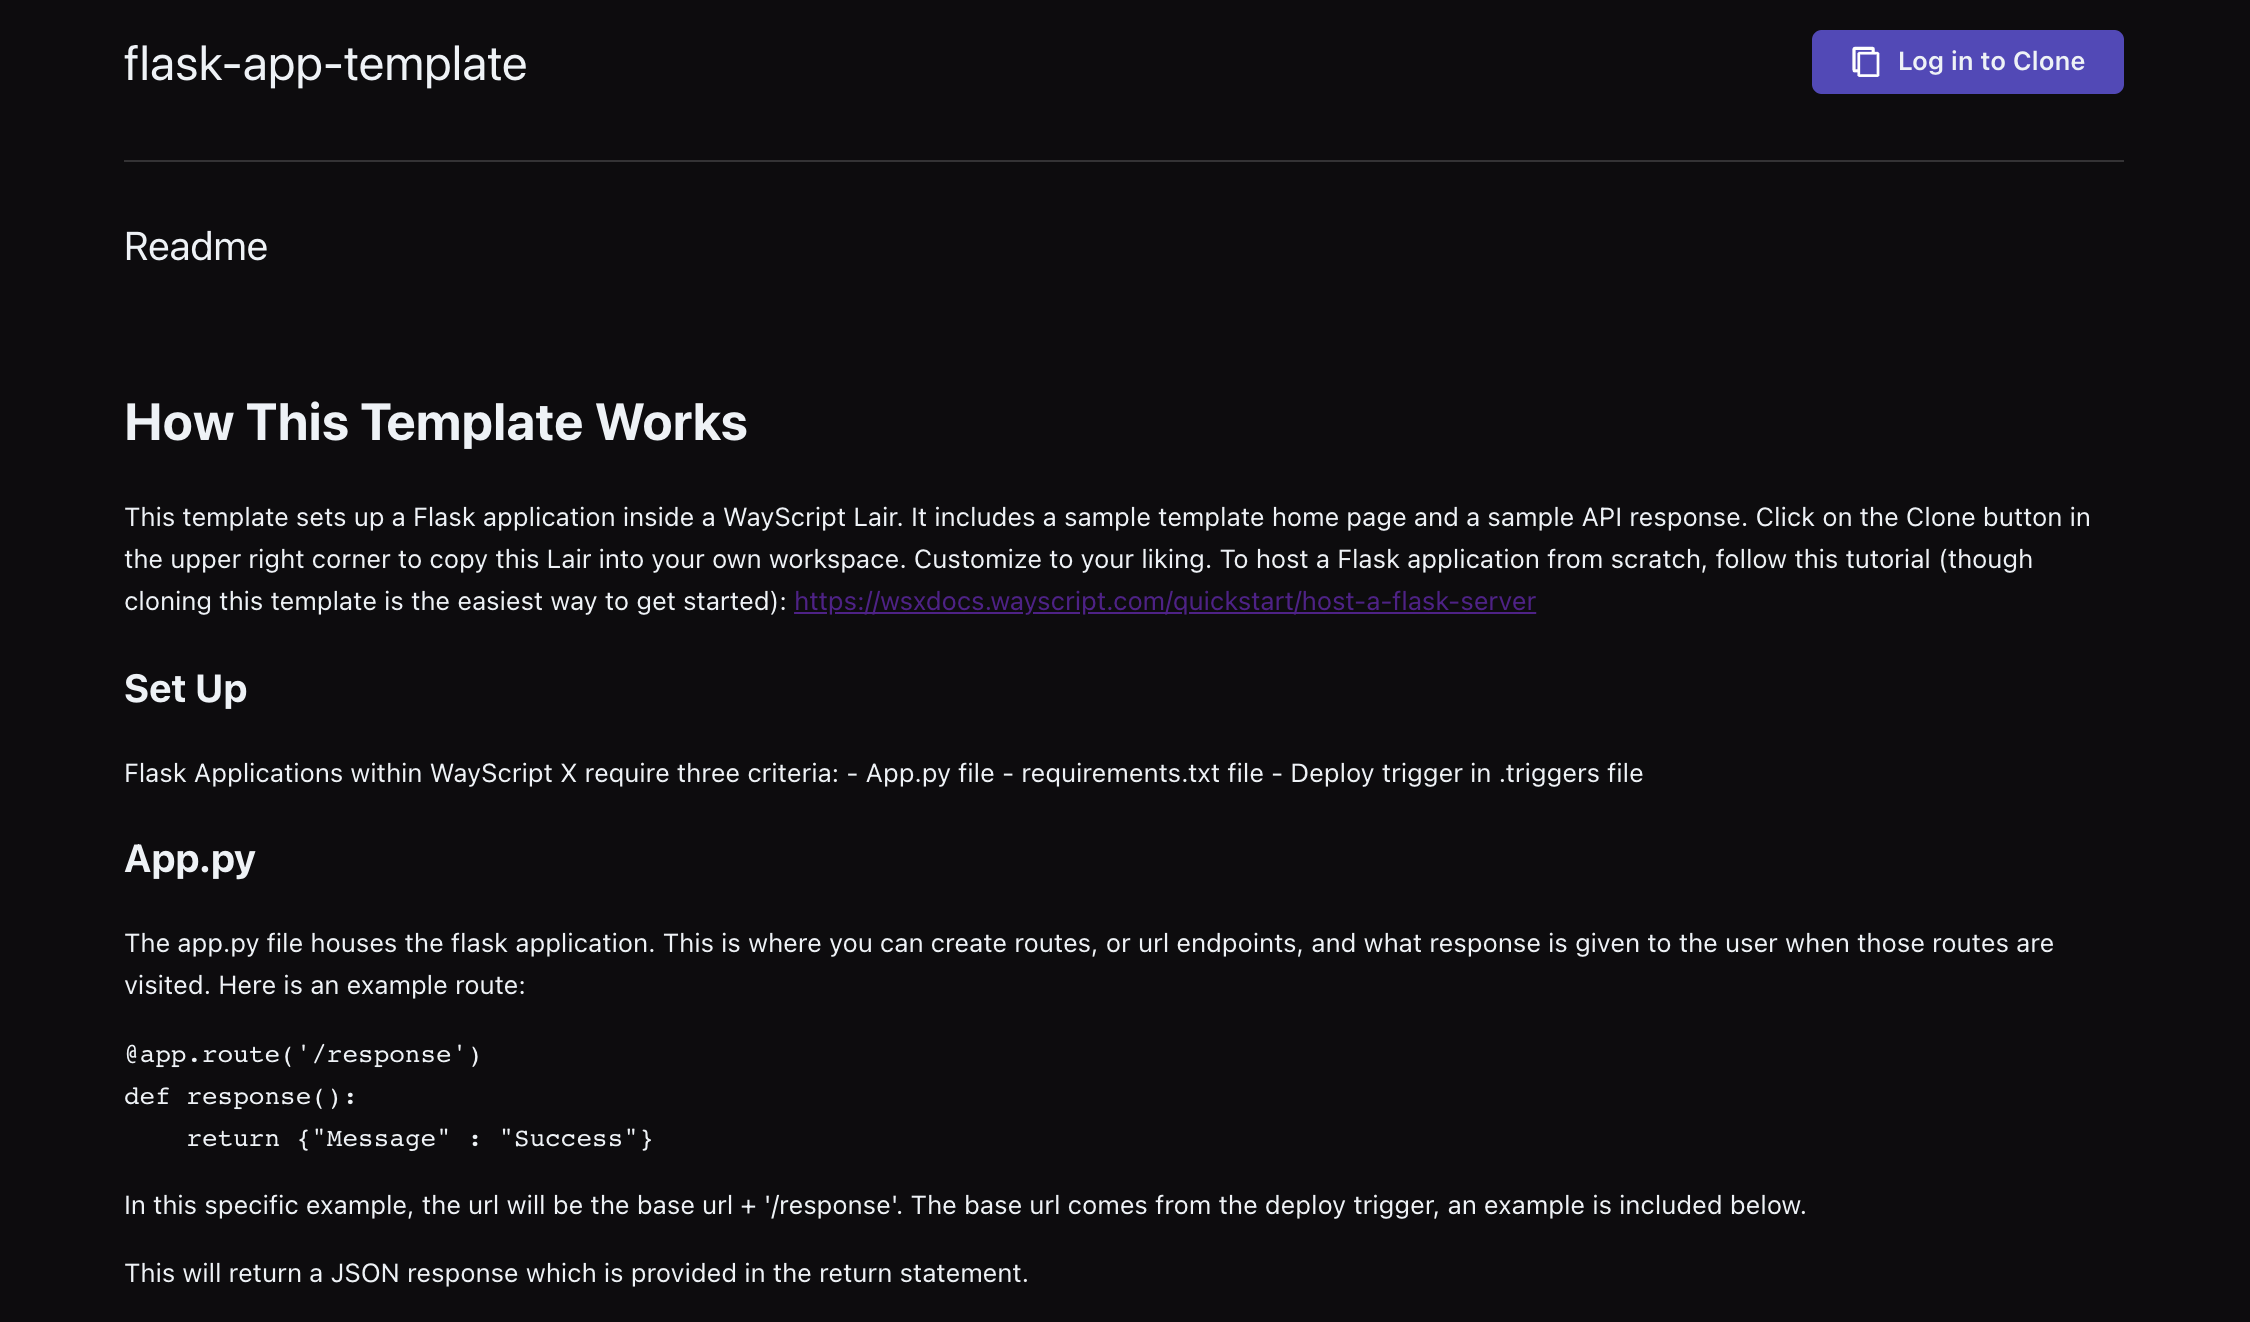 flask-app-template
Log in to Clone
Readme
How This Template Works
This template sets up a Flask application inside a WayScript Lair. It includes a sample template home page and a sample API response. Click on the Clone button in
the upper right corner to copy this Lair into your own workspace. Customize to your liking. To host a Flask application from scratch, follow this tutorial (though
cloning this template is the easiest way to get started): https://wsxdocs.wayscript.com/quickstart/host-a-flask-server
Set Up
Flask Applications within WayScript X require three criteria: - App.py file - requirements.txt file - Deploy trigger in .triggers file
App.py
The app.py file houses the flask application. This is where you can create routes, or url endpoints, and what response is given to the user when those routes are
visited. Here is an example route:
@app.route('/response')
def response():
    return {"Message" : "Success"}
In this specific example, the url will be the base url + '/response'. The base url comes from the deploy trigger, an example is included below.
This will return a JSON response which is provided in the return statement.